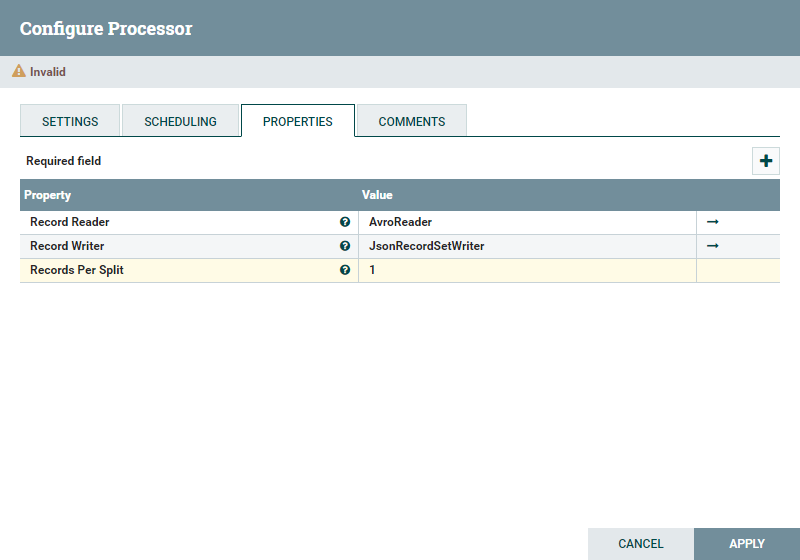 Configure Processor
Invalid
SETTINGS
SCHEDULING
PROPERTIES
COMMENTS
Required field
Property Value
Record Reader AvroReader
Record Writer JsonRecordSetWriter
Records Per Split 1
CANCEL APPLY